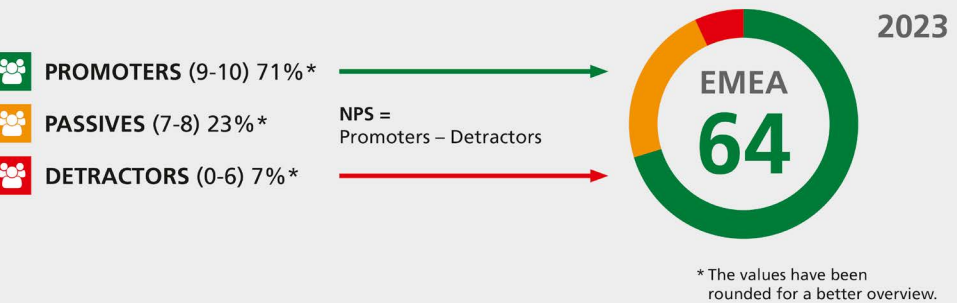 2023
PROMOTERS (9-10) 71%*
PASSIVES (7-8) 23%*
DETRACTORS (0-6) 7%*
NPS =
Promoters – Detractors
EMEA
64
* The values have been
rounded for a better overview.